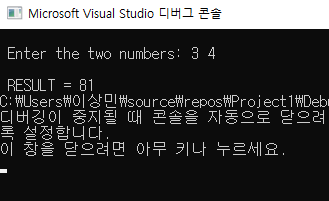 Microsoft Visual Studio 디버그 콘솔
Enter the two numbers: 3 4
RESULT = 81
C:₩Users₩이상민₩source₩repos₩Project1₩Deb
디버깅이 중지될 때 콘솔을 자동으로 닫으려
록 설정합니다.
이 창을 닫으려면 아무 키나 누르세요.